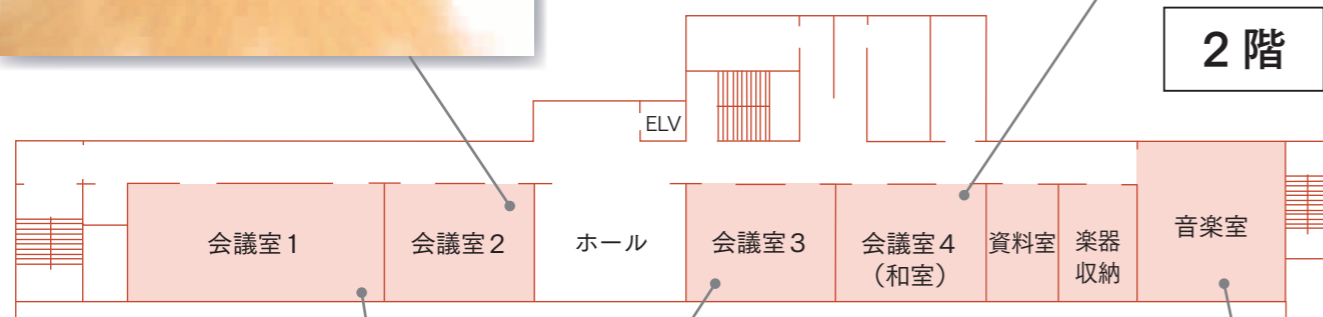 2階
ELV
会議室1
会議室2
ホール
会議室3
会議室4
（和室）
資料室
楽器
収納
音楽室